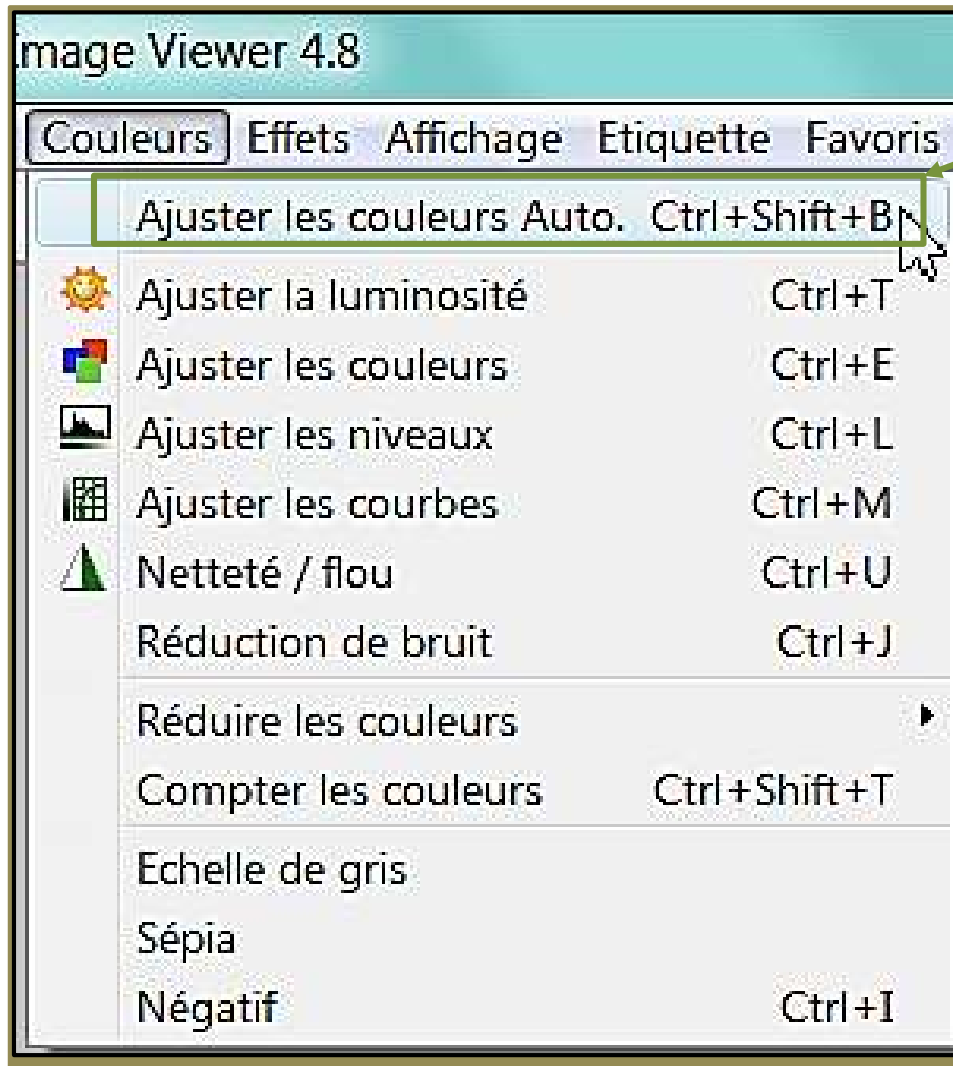 Image Viewer 4.8
Couleurs Effets Affichage Etiquette Favoris
Ajuster les couleurs Auto. Ctrl+Shift+B
Ajuster la luminosité Ctrl+T
Ajuster les couleurs Ctrl+E
Ajuster les niveaux Ctrl+L
Ajuster les courbes Ctrl+M
Netteté / flou Ctrl+U
Réduction de bruit Ctrl+J
Réduire les couleurs
Compter les couleurs Ctrl+Shift+T
Echelle de gris
Sépia
Négatif Ctrl+I